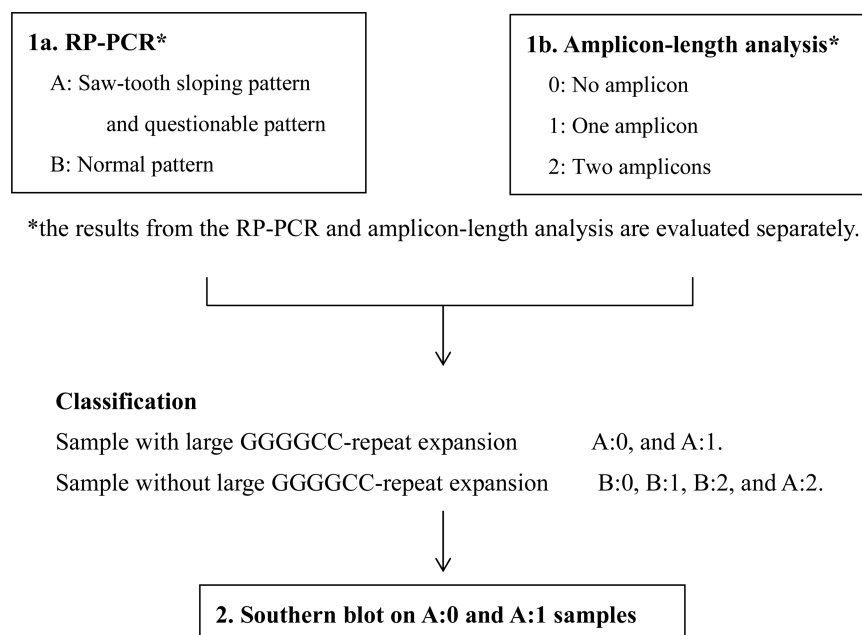 1a. RP-PCR*
A: Saw-tooth sloping pattern
and questionable pattern
B: Normal pattern
1b. Amplicon-length analysis*
0: No amplicon
1: One amplicon
2: Two amplicons
*the results from the RP-PCR and amplicon-length analysis are evaluated separately.
Classification
Sample with large GGGGCC-repeat expansion A:0, and A:1.
Sample without large GGGGCC-repeat expansion B:0, B:1, B:2, and A:2.
2. Southern blot on A:0 and A:1 samples